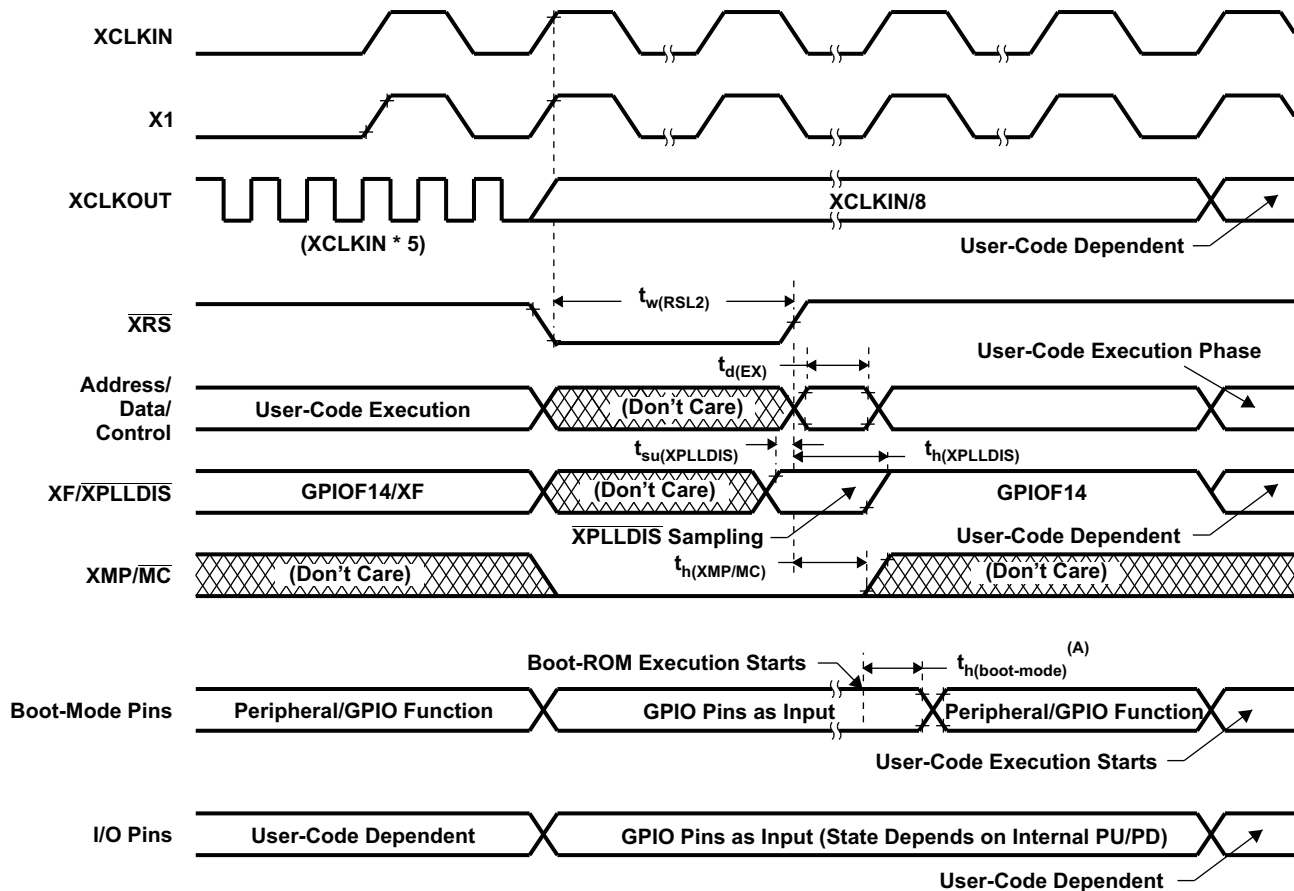 XCLKIN
X1
XCLKOUT
XCLKIN/8
(XCLKIN * 5)
User-Code Dependent
tw(RSL2)
XRS
User-Code Execution Phase
td(EX)
Address/
Data/
Control
User-Code Execution
(Don't Care)
tsu(XPLLDIS)
th(XPLLDIS)
XF/XPLLDIS
GPIOF14/XF
(Don't Care)
GPIOF14
XPLLDIS Sampling
User-Code Dependent
XMP/MC
(Don't Care)
th(XMP/MC)
(Don't Care)
Boot-ROM Execution Starts
th(boot-mode)(A)
Boot-Mode Pins
Peripheral/GPIO Function
GPIO Pins as Input
Peripheral/GPIO Function
User-Code Execution Starts
I/O Pins
User-Code Dependent
GPIO Pins as Input (State Depends on Internal PU/PD)
User-Code Dependent